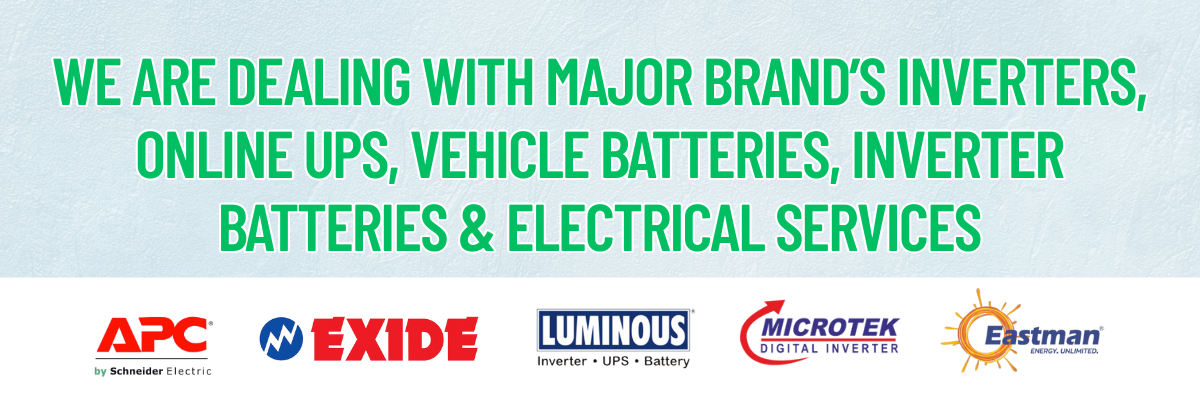 WE ARE DEALING WITH MAJOR BRAND'S INVERTERS,
ONLINE UPS, VEHICLE BATTERIES, INVERTER
BATTERIES & ELECTRICAL SERVICES
APC®
by Schneider Electric
EXIDE
LUMINOUS®
Inverter • UPS • Battery
MICROTEK
DIGITAL INVERTER
Eastman®
ENERGY. UNLIMITED.